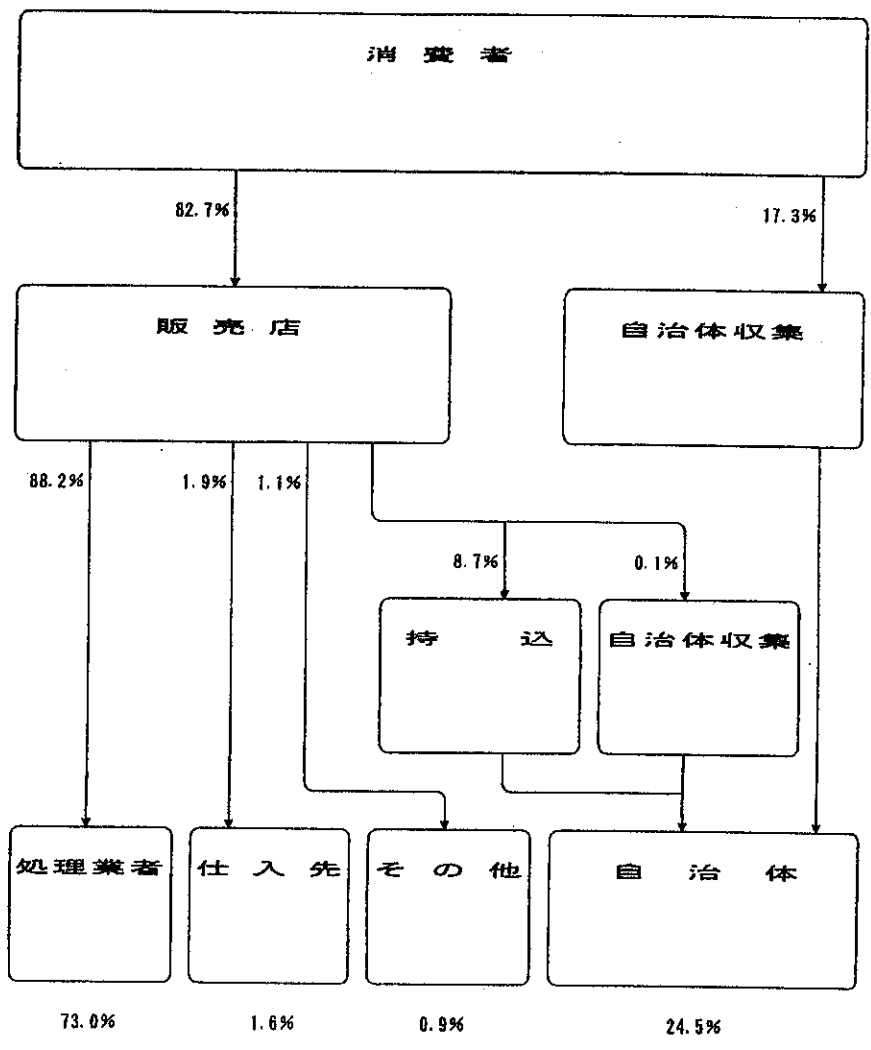 消費者
82.7%
17.3%
販売店
自治体収集
88.2%
1.9%
1.1%
8.7%
0.1%
持込
自治体収集
処理業者
仕入先
その他
自治体
73.0%
1.6%
0.9%
24.5%